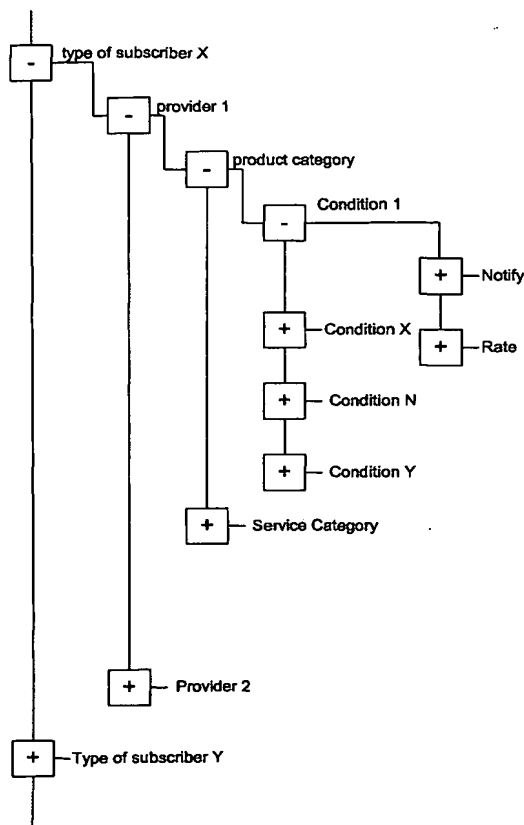 - type of subscriber X
- provider 1
- product category
- Condition 1
+ Notify
+ Condition X
+ Rate
+ Condition N
+ Condition Y
+ Service Category
+ Provider 2
+ Type of subscriber Y